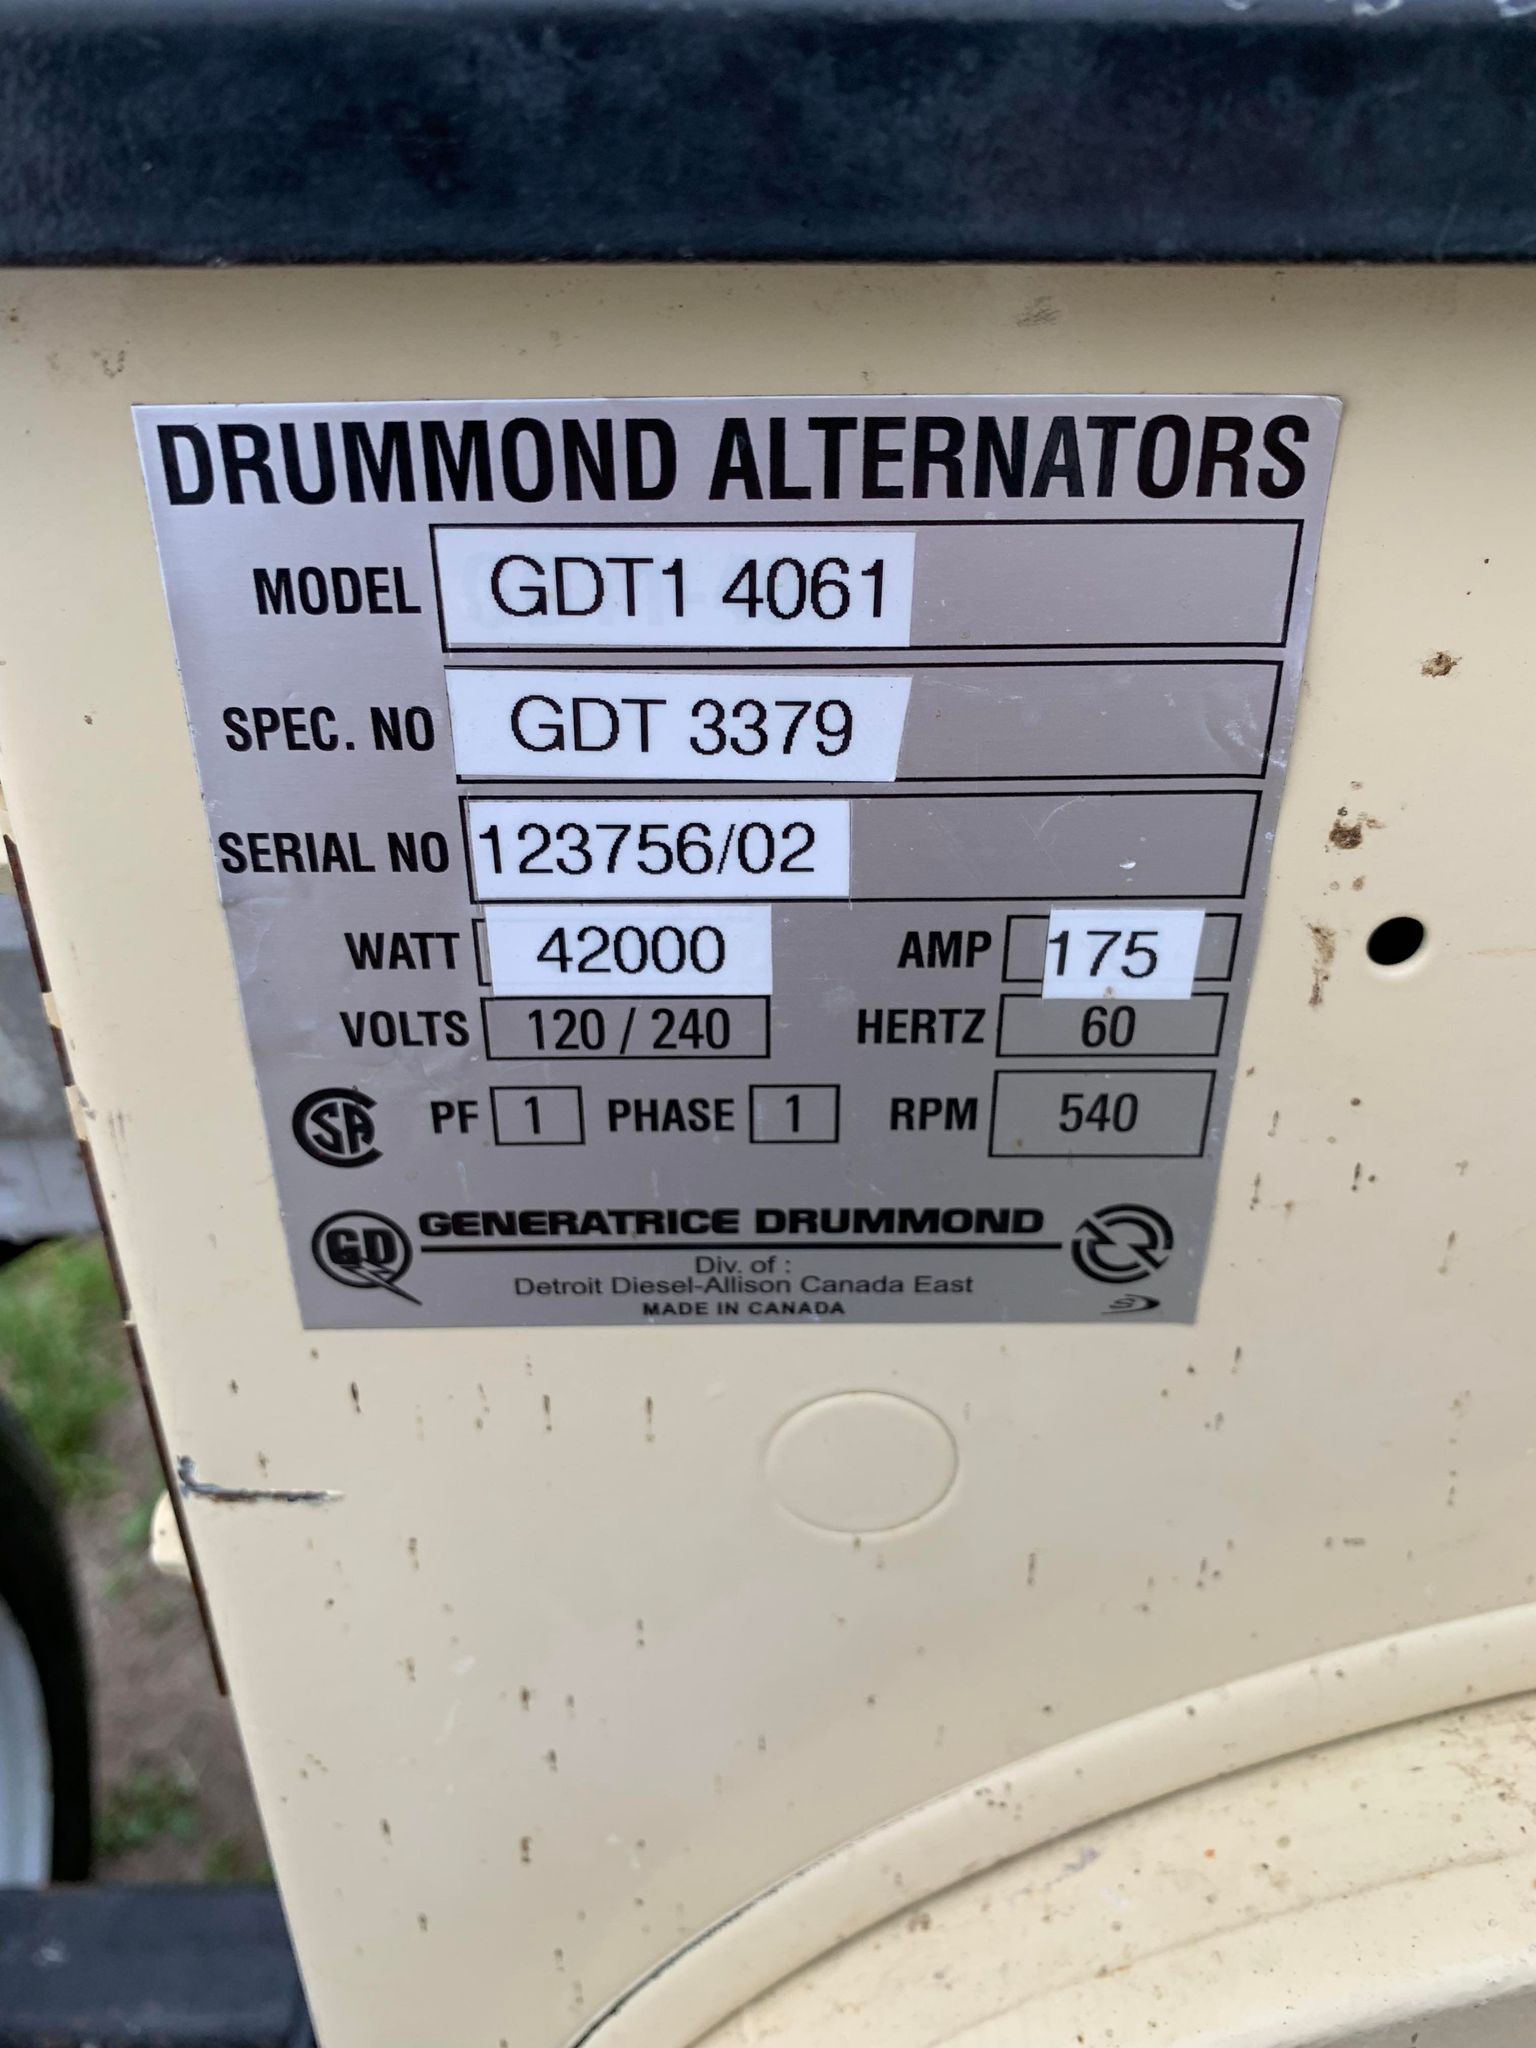 DRUMMOND ALTERNATORS
MODEL GDT1 4061
SPEC. NO GDT 3379
SERIAL NO 123756/02
WATT 42000 AMP 175
VOLTS 120 / 240 HERTZ 60
CSA PF 1 PHASE 1 RPM 540
GD GENERATRICE DRUMMOND
Div. of :
Detroit Diesel-Allison Canada East
MADE IN CANADA